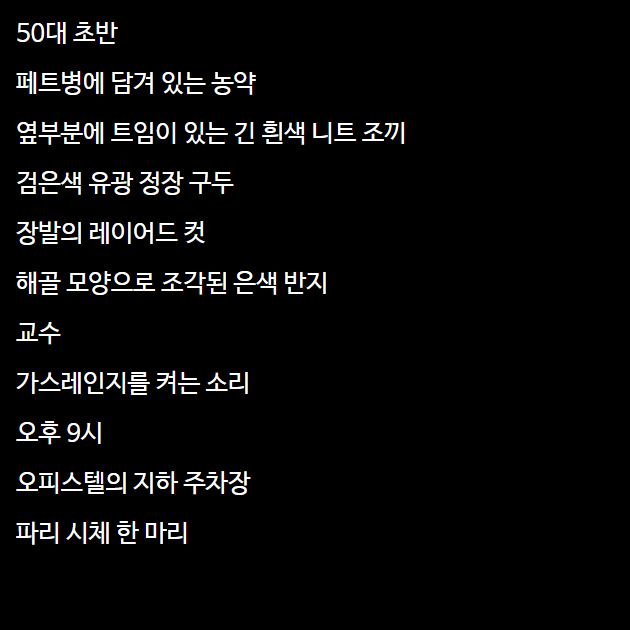 50대 초반
페트병에 담겨 있는 농약
옆부분에 트임이 있는 긴 흰색 니트 조끼
검은색 유광 정장 구두
장발의 레이어드 컷
해골 모양으로 조각된 은색 반지
교수
가스레인지를 켜는 소리
오후 9시
오피스텔의 지하 주차장
파리 시체 한 마리